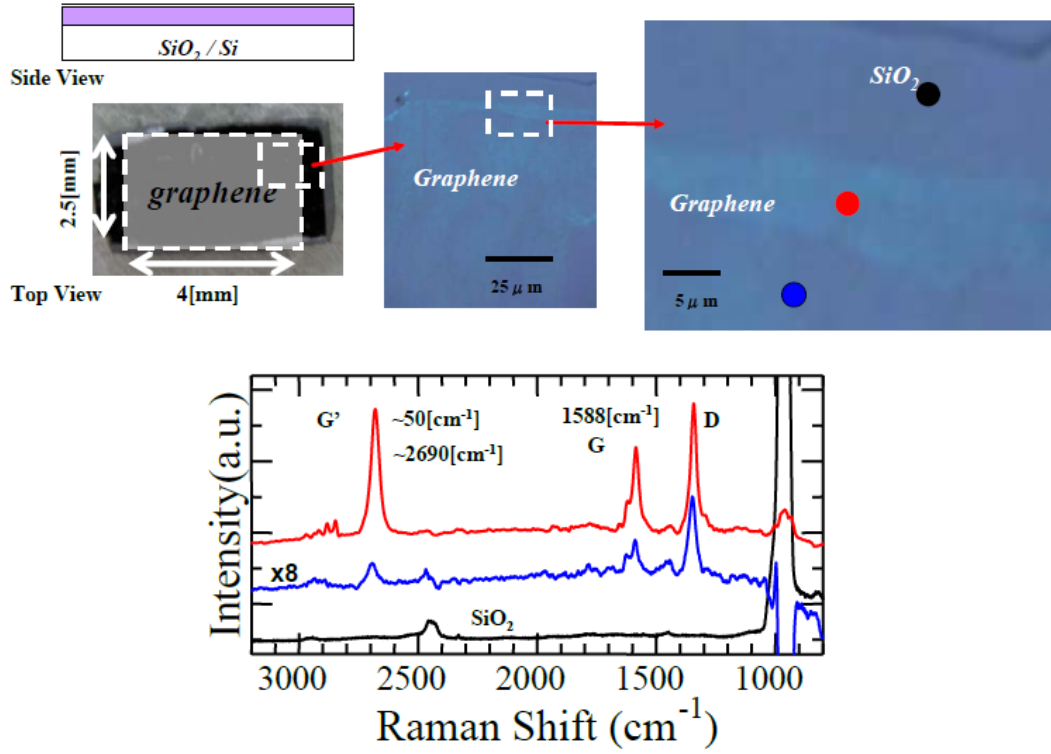 SiO2 / Si
Side View
graphene
2.5[mm]
Top View
4[mm]
Graphene
25 μ m
SiO2
Graphene
5 μ m
G’
~50[cm-1]
~2690[cm-1]
1588[cm-1]
G
D
x8
SiO2
Intensity(a.u.)
3000 2500 2000 1500 1000
Raman Shift (cm-1)